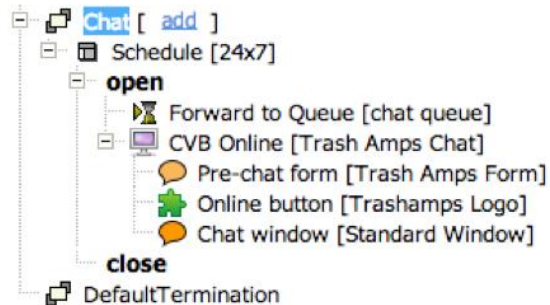 Chat [ add ]
Schedule [24x7]
open
Forward to Queue [chat queue]
CVB Online [Trash Amps Chat]
Pre-chat form [Trash Amps Form]
Online button [Trashamps Logo]
Chat window [Standard Window]
close
DefaultTermination